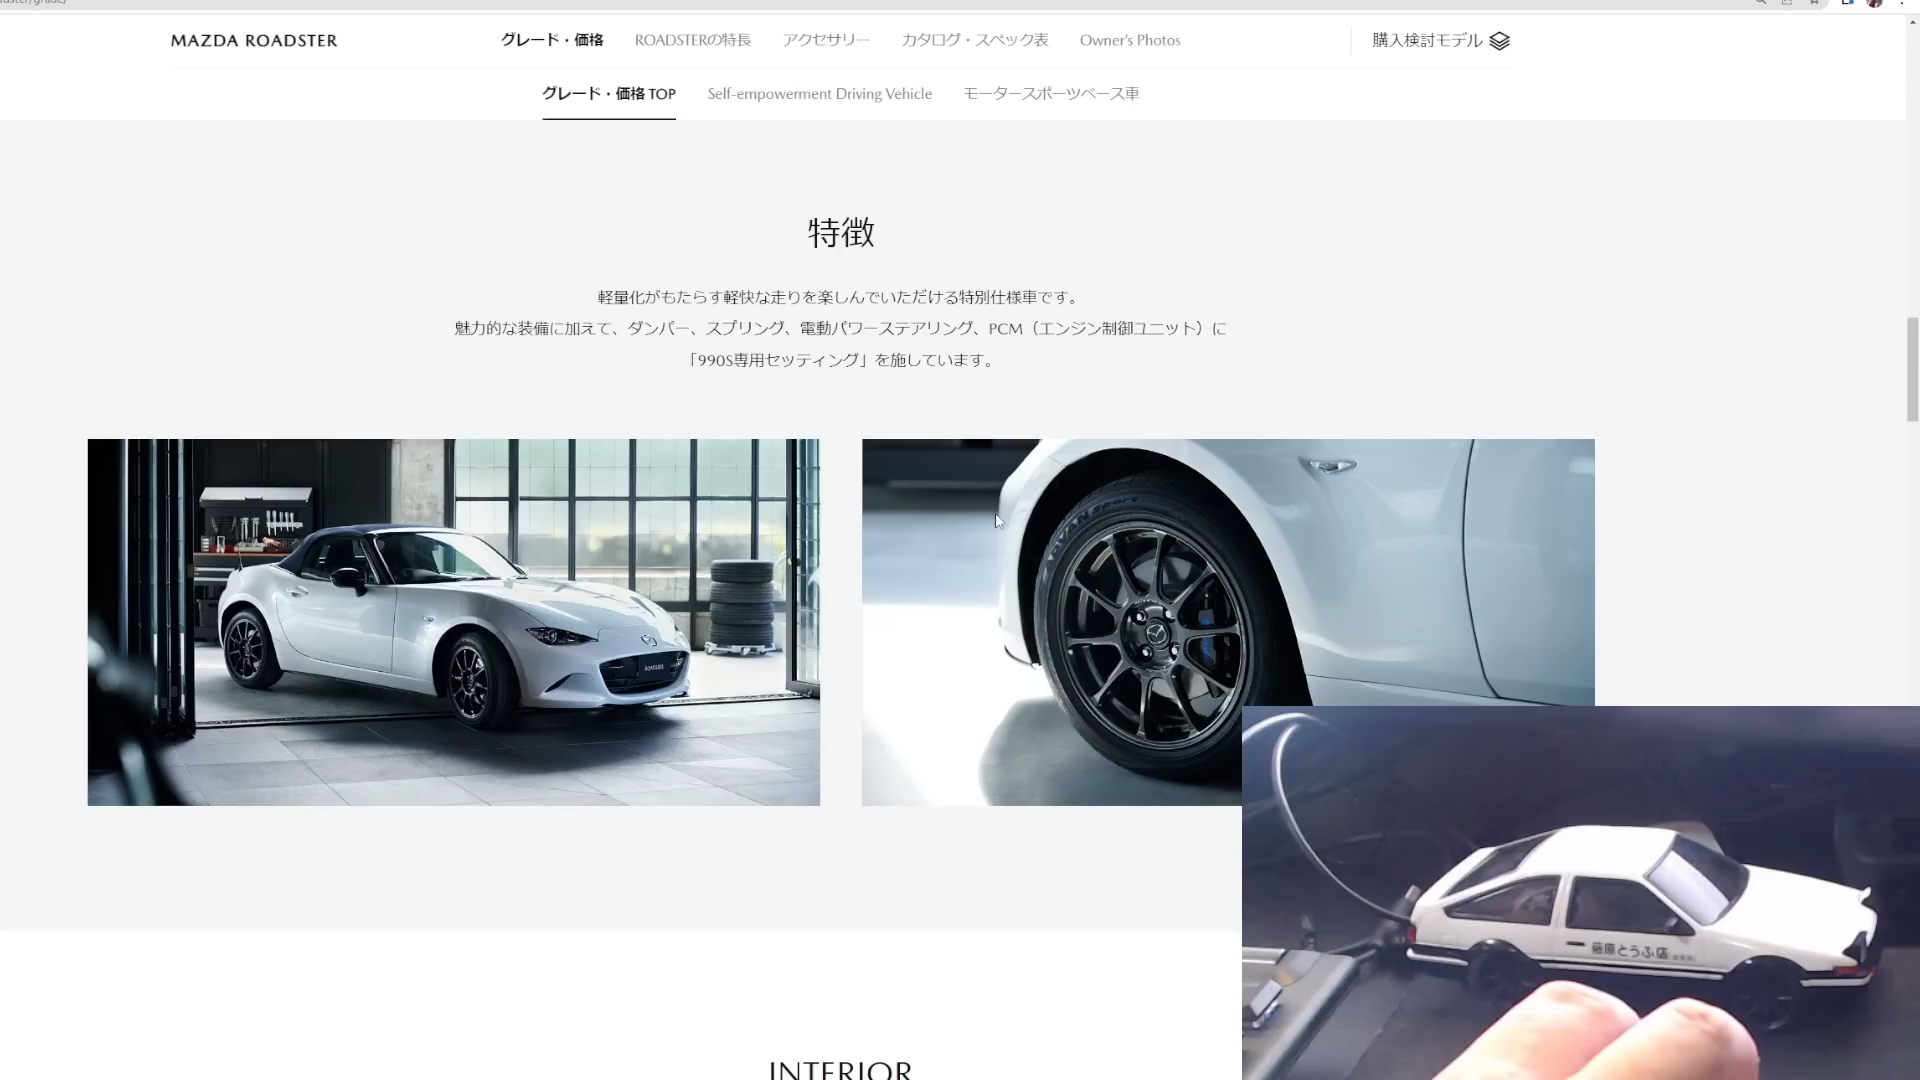 MAZDA ROADSTER
グレード・価格
ROADSTERの特長
アクセサリー
カタログ・スペック表
Owner's Photos
購入検討モデル
グレード・価格 TOP
Self-empowerment Driving Vehicle
モータースポーツベース車
特徴
軽量化がもたらす軽快な走りを楽しんでいただける特別仕様車です。
魅力的な装備に加えて、ダンパー、スプリング、電動パワーステアリング、PCM（エンジン制御ユニット）に
「990S専用セッティング」を施しています。
ROADSTER
藤原とうふ店
INTERIOR